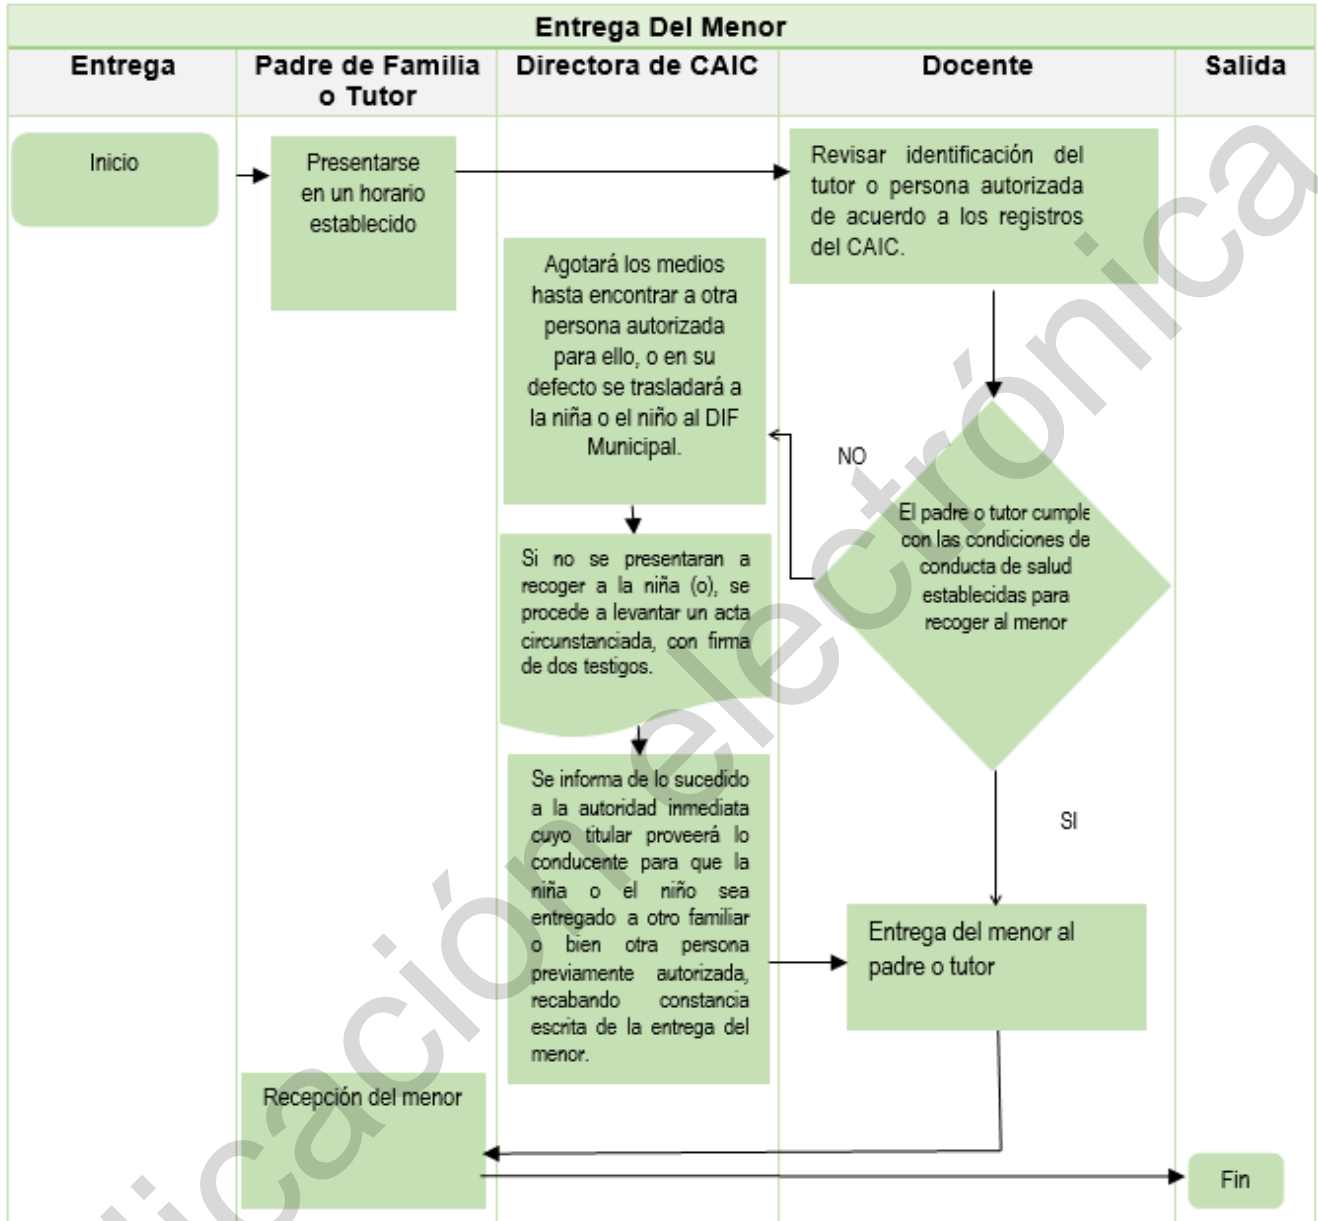 Entrega Del Menor
Entrega
Padre de Familia
o Tutor
Directora de CAIC
Docente
Salida
Inicio
Presentarse
en un horario
establecido
Revisar identificación del
tutor o persona autorizada
de acuerdo a los registros
del CAIC.
Agotará los medios
hasta encontrar a otra
persona autorizada
para ello, o en su
defecto se trasladará a
la niña o el niño al DIF
Municipal.
NO
El padre o tutor cumple
con las condiciones de
conducta de salud
establecidas para
recoger al menor
Si no se presentaran a
recoger a la niña (o), se
procede a levantar un acta
circunstanciada, con firma
de dos testigos.
SI
Se informa de lo sucedido
a la autoridad inmediata
cuyo titular proveerá lo
conducente para que la
niña o el niño sea
entregado a otro familiar
o bien otra persona
previamente autorizada,
recabando constancia
escrita de la entrega del
menor.
Entrega del menor al
padre o tutor
Recepción del menor
Fin
electrónica